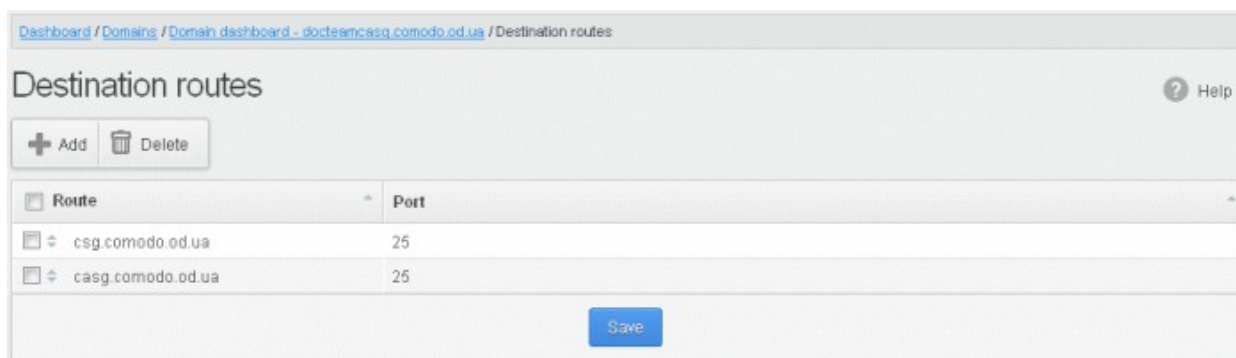 Dashboard / Domains / Domain dashboard - docteamcasg.comodo.od.ua / Destination routes
Destination routes
Help
Add Delete
Route Port
csg.comodo.od.ua 25
casg.comodo.od.ua 25
Save